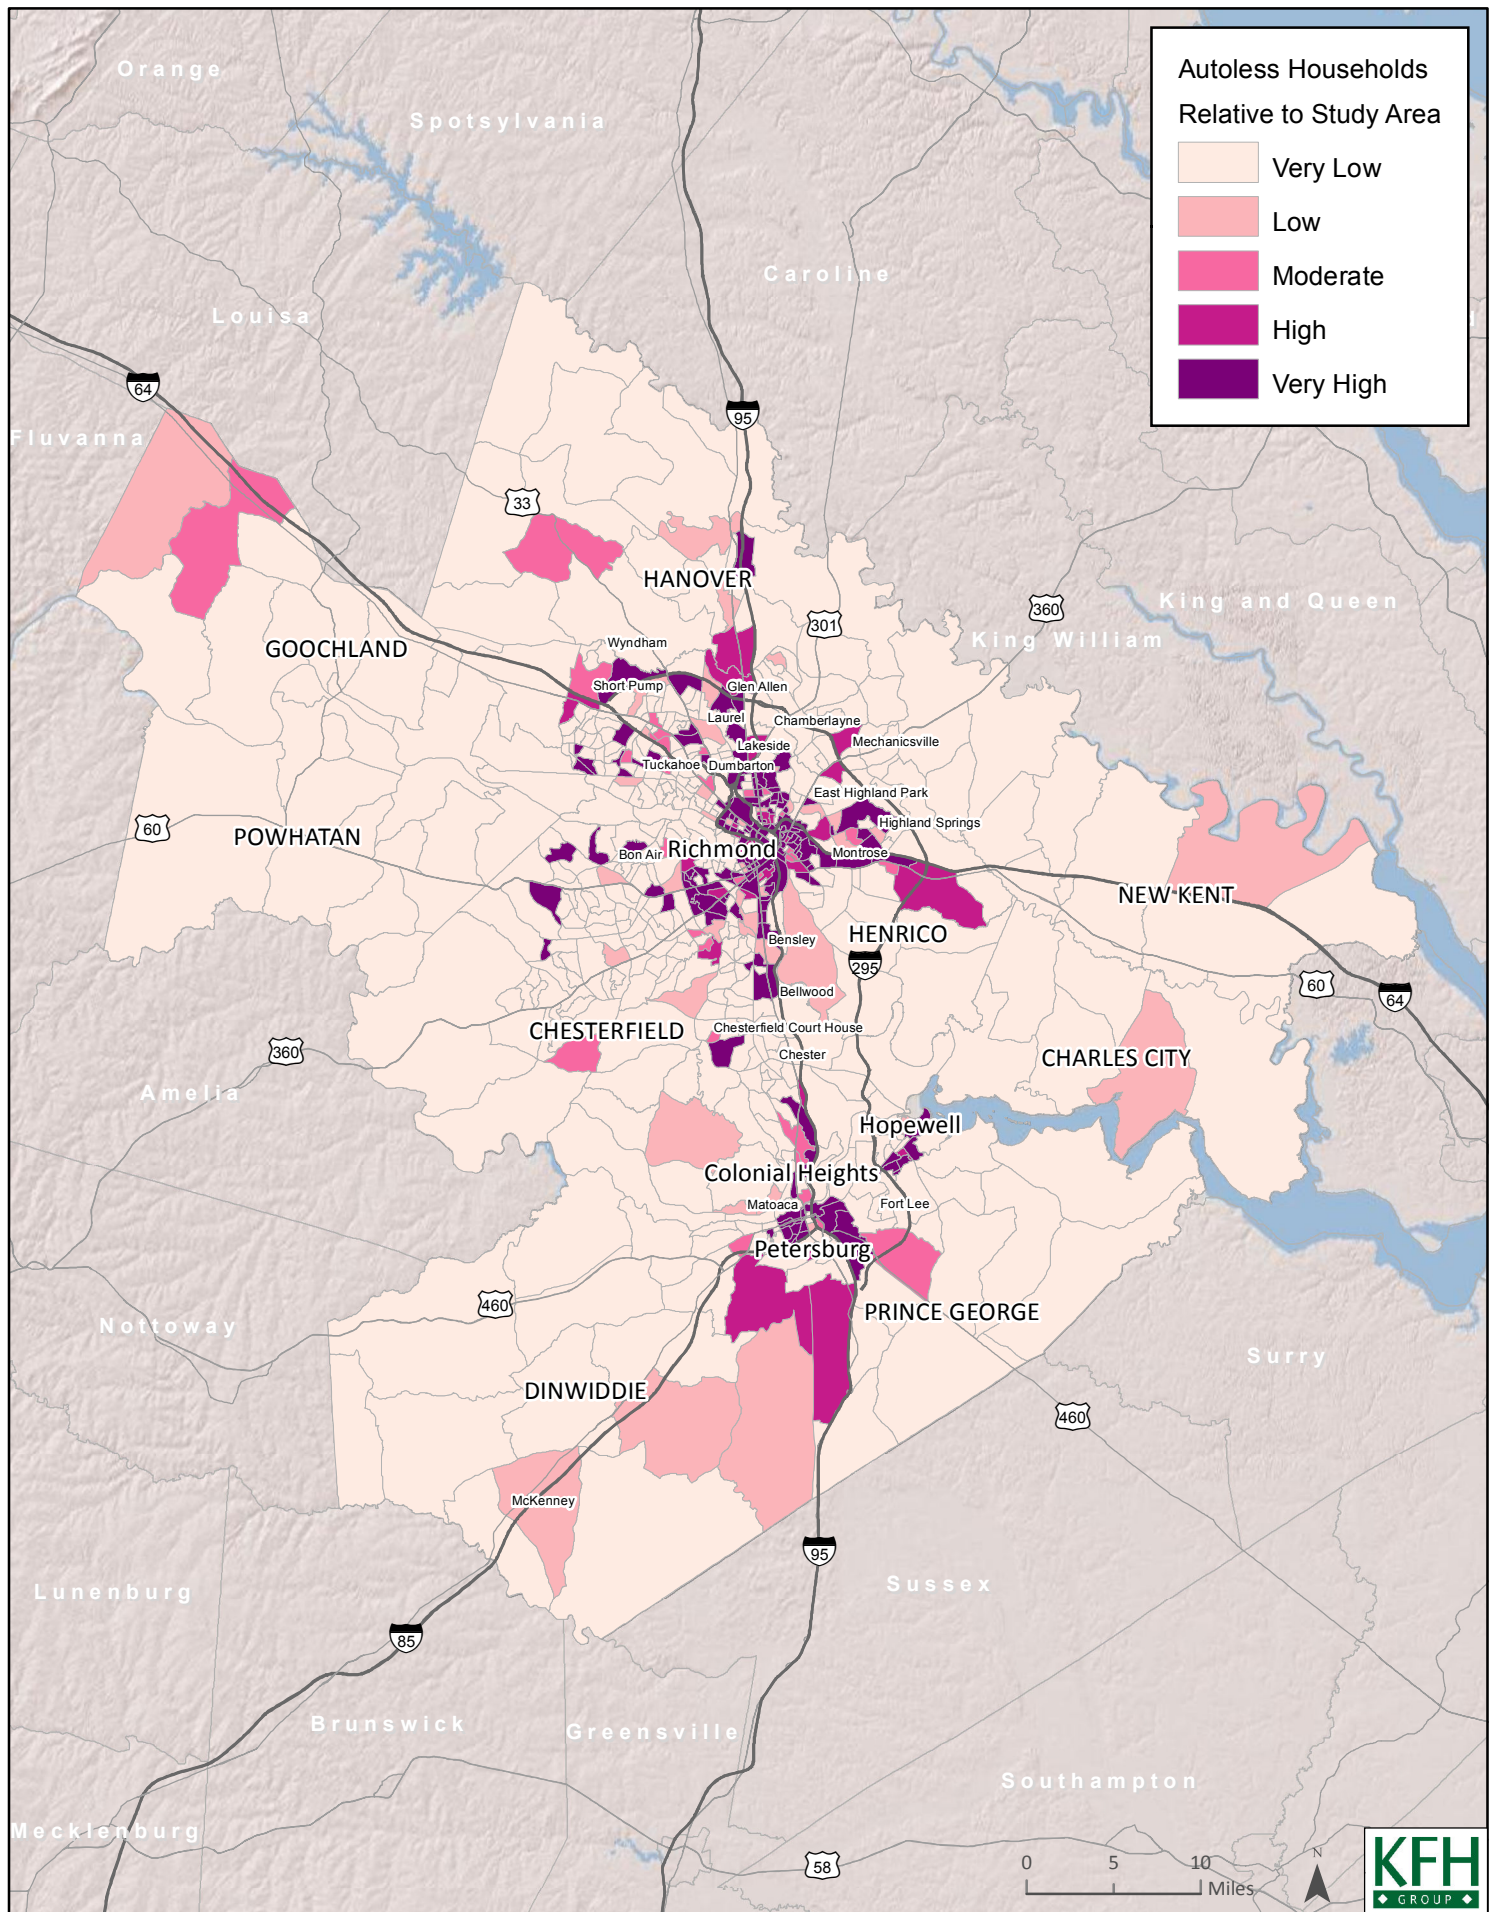 Autoless Households
Relative to Study Area
Very Low
Low
Moderate
High
Very High
Orange
Spotsylvania
Caroline
Louisa
64
Fluvanna
95
33
HANOVER
King and Queen
360
301
King William
Wyndham
GOOCHLAND
Short Pump
Glen Allen
Laurel
Chamberlayne
Mechanicsville
Lakeside
Tuckahoe
Dumbarton
East Highland Park
Highland Springs
60
POWHATAN
Richmond
Bon Air
Montrose
NEW KENT
HENRICO
Bensley
295
60
64
Bellwood
CHESTERFIELD
Chesterfield Court House
Chester
360
CHARLES CITY
Amelia
Hopewell
Colonial Heights
Matoaca
Fort Lee
Petersburg
460
PRINCE GEORGE
Nottoway
Surry
DINWIDDIE
460
McKenney
95
Sussex
Lunenburg
85
Brunswick
Greensville
Southampton
Mecklenburg
58
0 5 10
Miles
N
KFH
GROUP